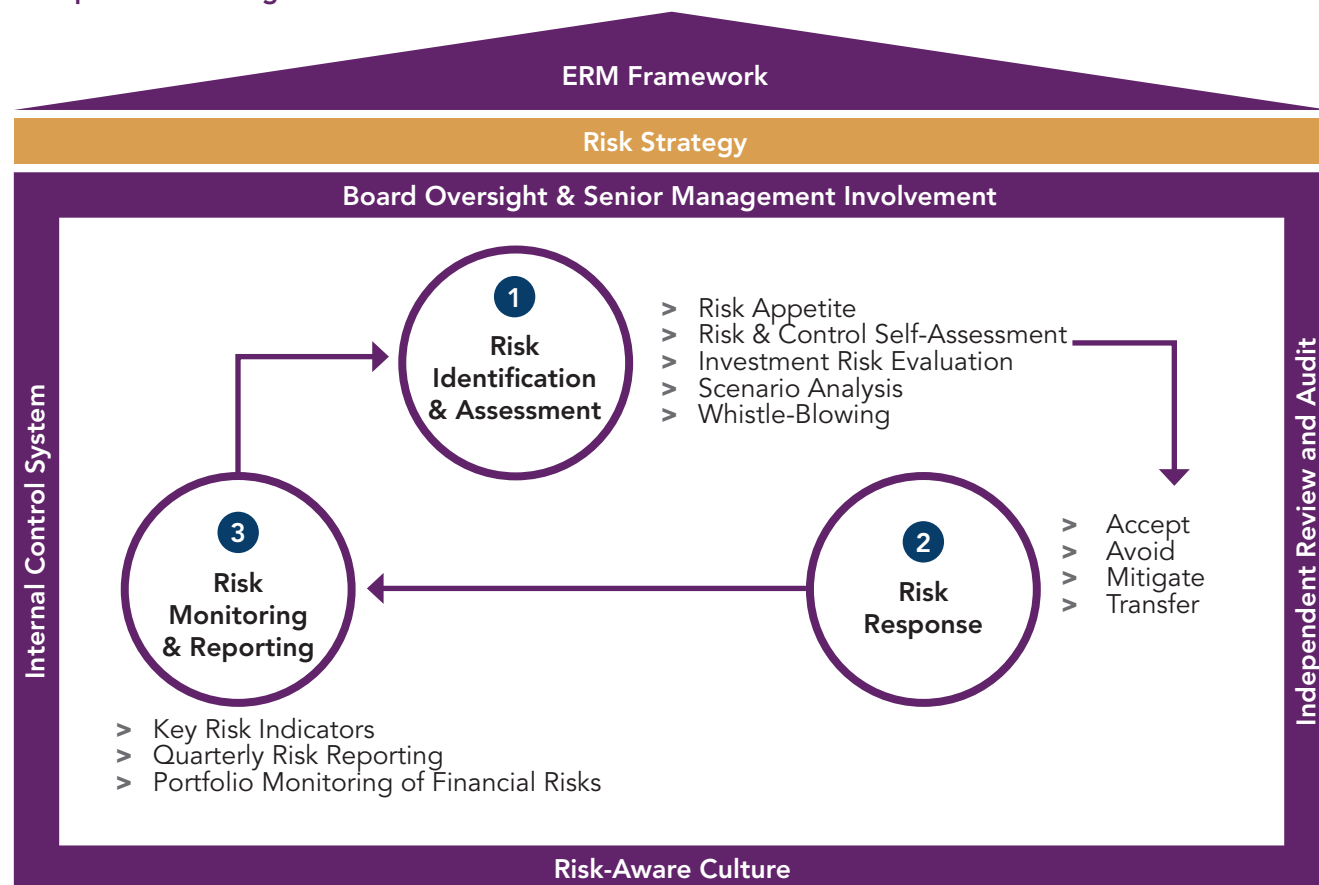 ERM Framework
Risk Strategy
Board Oversight & Senior Management Involvement
Internal Control System
Independent Review and Audit
1
Risk
Identification
& Assessment
> Risk Appetite
> Risk & Control Self-Assessment
> Investment Risk Evaluation
> Scenario Analysis
> Whistle-Blowing
2
Risk
Response
> Accept
> Avoid
> Mitigate
> Transfer
3
Risk
Monitoring
& Reporting
> Key Risk Indicators
> Quarterly Risk Reporting
> Portfolio Monitoring of Financial Risks
Risk-Aware Culture